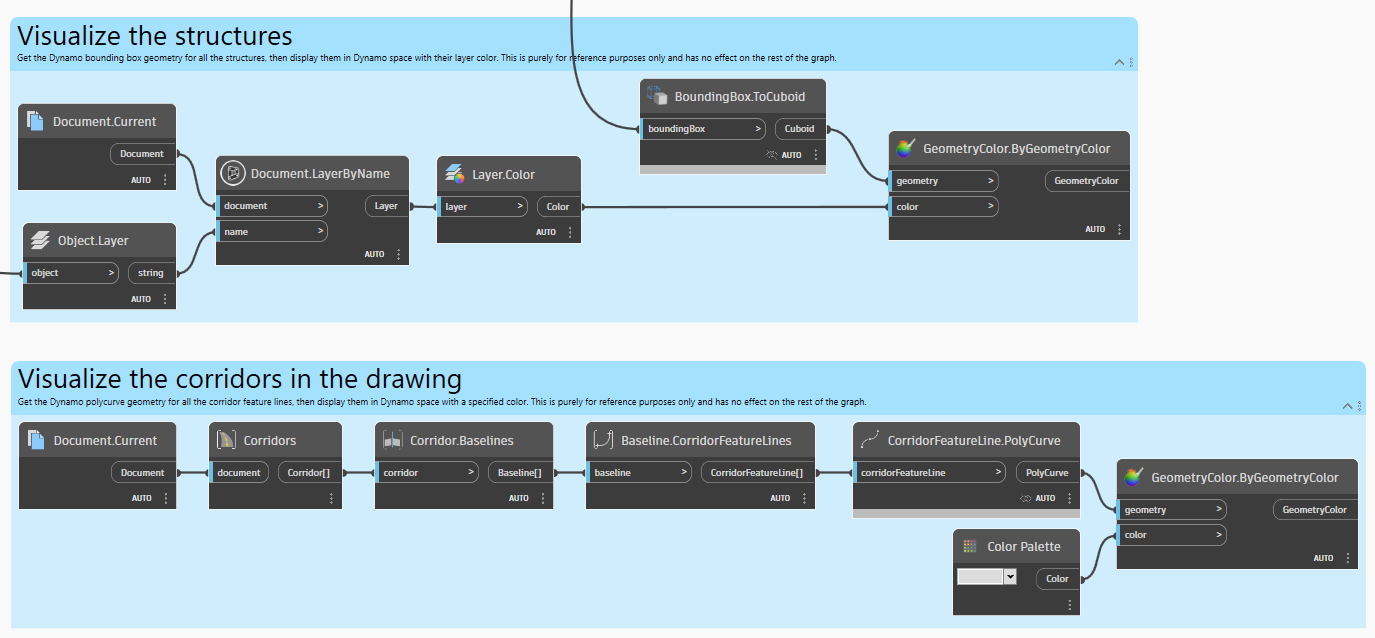 Visualize the structures
Get the Dynamo bounding box geometry for all the structures, then display them in Dynamo space with their layer color. This is purely for reference purposes only and has no effect on the rest of the graph.
Document.Current
Document
AUTO
Object.Layer
object > string
AUTO
Document.LayerByName
document > Layer
name >
AUTO
Layer.Color
layer > Color
AUTO
BoundingBox.ToCuboid
boundingBox > Cuboid
AUTO
GeometryColor.ByGeometryColor
geometry > GeometryColor
color >
AUTO
Visualize the corridors in the drawing
Get the Dynamo polycurve geometry for all the corridor feature lines, then display them in Dynamo space with a specified color. This is purely for reference purposes only and has no effect on the rest of the graph.
Document.Current
Document
AUTO
Corridors
document Corridor[]
Corridor.Baselines
corridor > Baseline[]
AUTO
Baseline.CorridorFeatureLines
baseline > CorridorFeatureLine[]
AUTO
CorridorFeatureLine.PolyCurve
corridorFeatureLine > PolyCurve
AUTO
Color Palette
Color
GeometryColor.ByGeometryColor
geometry > GeometryColor
color >
AUTO